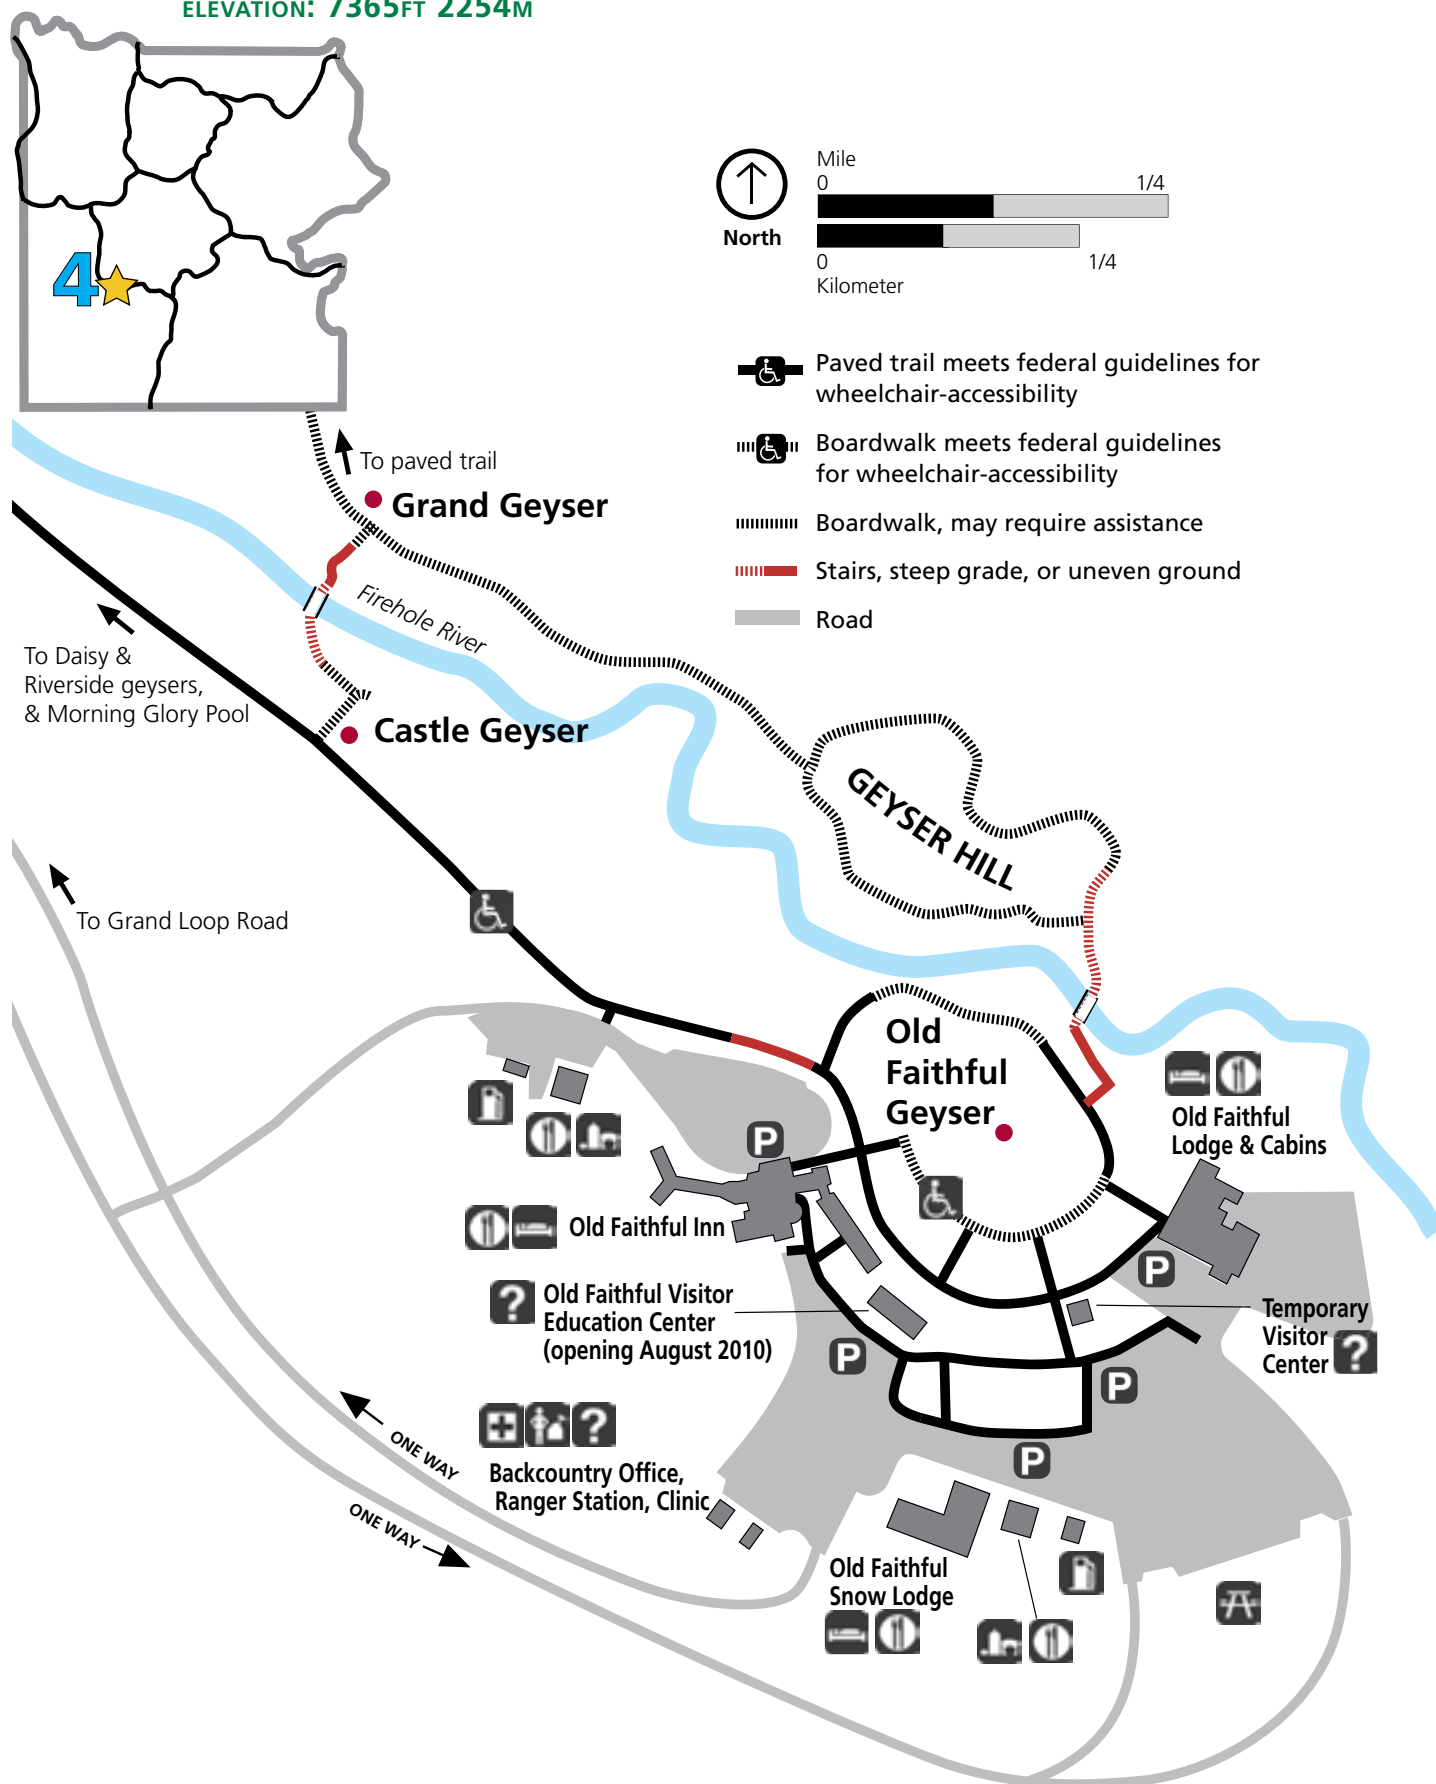 ELEVATION: 7365FT 2254M
4
North
Mile
0 1/4
0 1/4
Kilometer
Paved trail meets federal guidelines for
wheelchair-accessibility
Boardwalk meets federal guidelines
for wheelchair-accessibility
Boardwalk, may require assistance
Stairs, steep grade, or uneven ground
Road
To paved trail
Grand Geyser
Firehole River
To Daisy &
Riverside geysers,
& Morning Glory Pool
Castle Geyser
GEYSER HILL
To Grand Loop Road
Old
Faithful
Geyser
Old Faithful
Lodge & Cabins
P
Old Faithful Inn
P
?
Old Faithful Visitor
Education Center
(opening August 2010)
Temporary
Visitor
Center
?
P
P
?
Backcountry Office,
Ranger Station, Clinic
P
ONE WAY
ONE WAY
Old Faithful
Snow Lodge